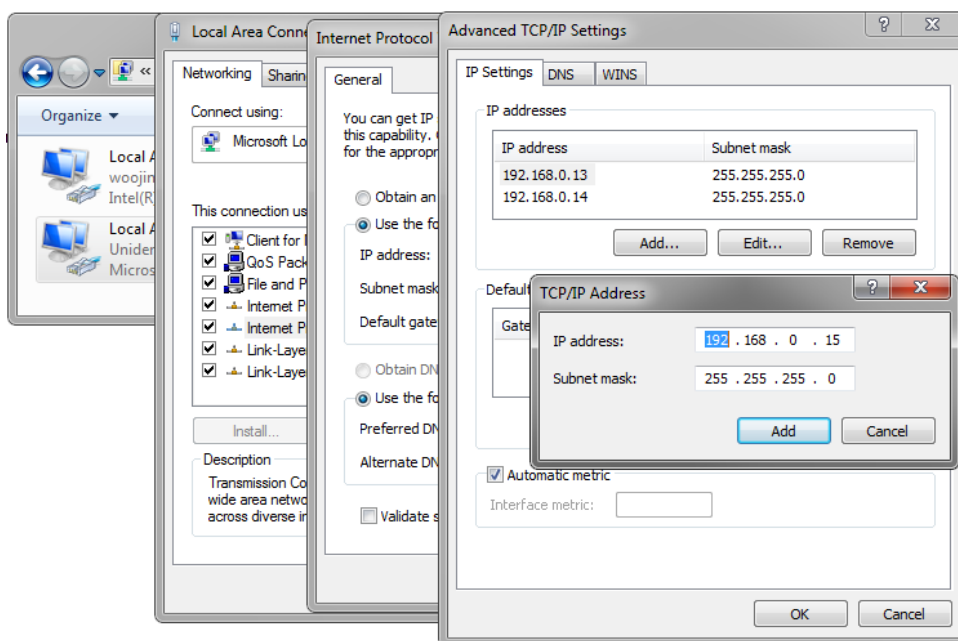 Organize
Local A
woojin
Intel(R)
Local A
Uniden
Micros
Local Area Conne
Networking
Sharin
Connect using:
Microsoft Lo
This connection us
Client for
QoS Pack
File and P
Internet P
Internet P
Link-Laye
Link-Laye
Install...
Description
Transmission Co
wide area netwo
across diverse in
Internet Protocol
General
You can get IP
this capability.
for the appropr
Obtain an
Use the fo
IP address:
Subnet mask
Default gate
Obtain DN
Use the fo
Preferred DN
Alternate DN
Validate s
Advanced TCP/IP Settings
IP Settings DNS WINS
IP addresses
IP address Subnet mask
192.168.0.13 255.255.255.0
192.168.0.14 255.255.255.0
Add... Edit... Remove
Default
Gate
TCP/IP Address
IP address: 192 . 168 . 0 . 15
Subnet mask: 255 . 255 . 255 . 0
Add Cancel
Automatic metric
Interface metric:
OK Cancel